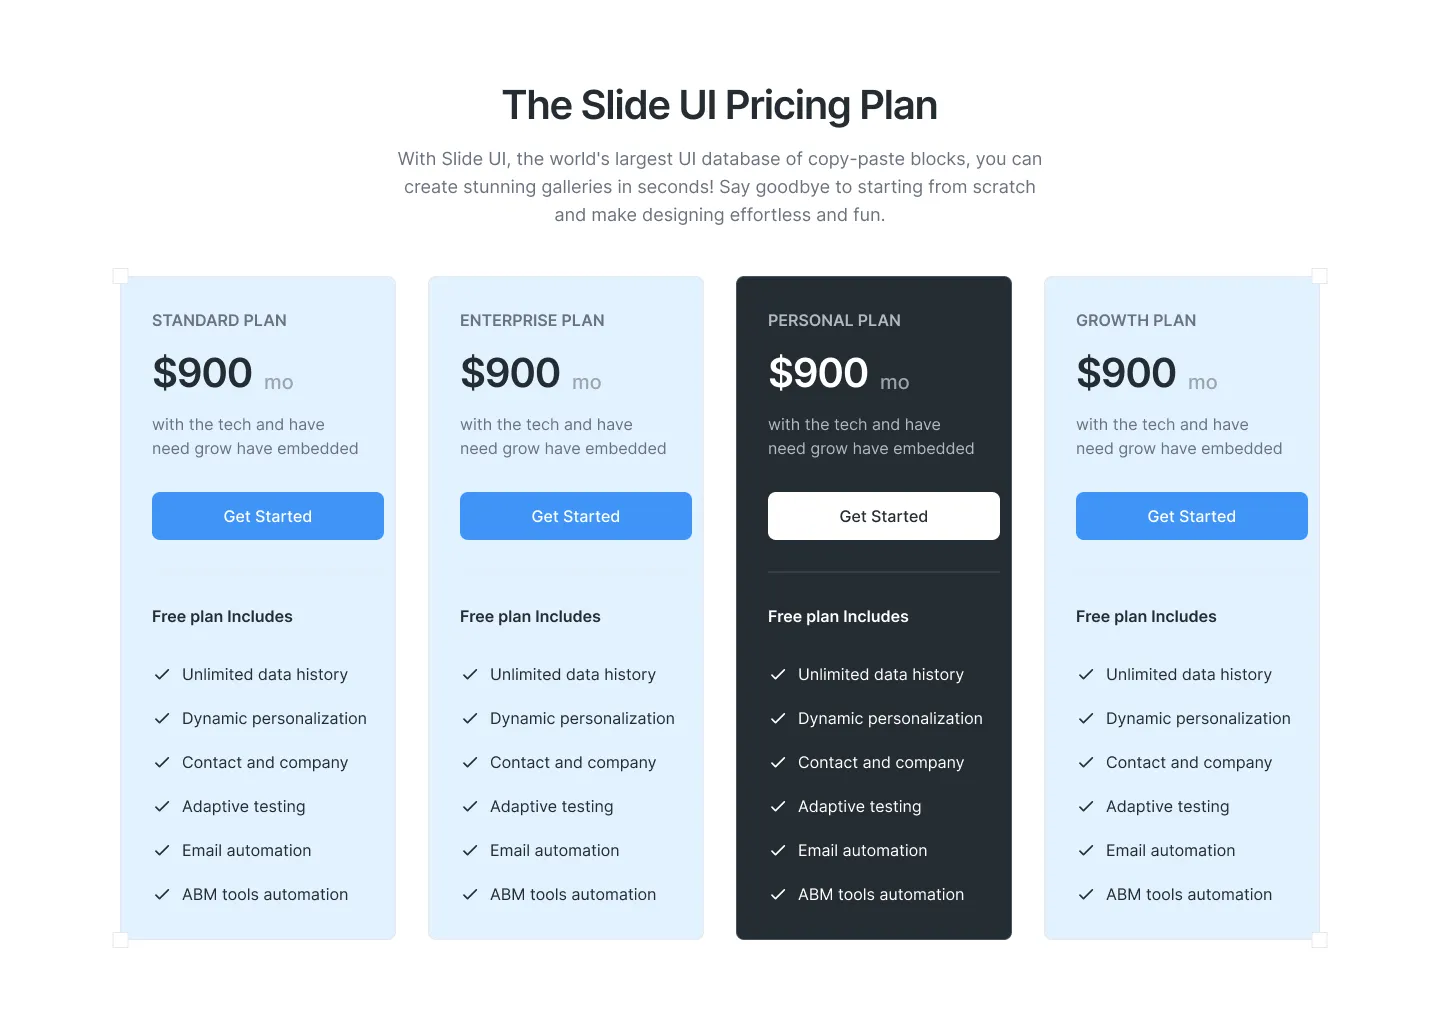 The Slide UI Pricing Plan
With Slide UI, the world's largest UI database of copy-paste blocks, you can
create stunning galleries in seconds! Say goodbye to starting from scratch
and make designing effortless and fun.
STANDARD PLAN
$900 mo
with the tech and have
need grow have embedded
Get Started
Free plan Includes
Unlimited data history
Dynamic personalization
Contact and company
Adaptive testing
Email automation
ABM tools automation
ENTERPRISE PLAN
$900 mo
with the tech and have
need grow have embedded
Get Started
Free plan Includes
Unlimited data history
Dynamic personalization
Contact and company
Adaptive testing
Email automation
ABM tools automation
PERSONAL PLAN
$900 mo
with the tech and have
need grow have embedded
Get Started
Free plan Includes
Unlimited data history
Dynamic personalization
Contact and company
Adaptive testing
Email automation
ABM tools automation
GROWTH PLAN
$900 mo
with the tech and have
need grow have embedded
Get Started
Free plan Includes
Unlimited data history
Dynamic personalization
Contact and company
Adaptive testing
Email automation
ABM tools automation